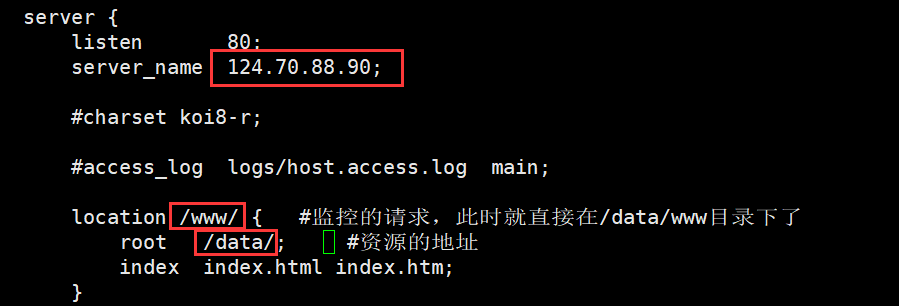 server {
listen 80;
server_name 124.70.88.90;
#charset koi8-r;
#access_log logs/host.access.log main;
location /www/ { #监控的请求，此时就直接在/data/www目录下了
root /data/; #资源的地址
index index.html index.htm;
}